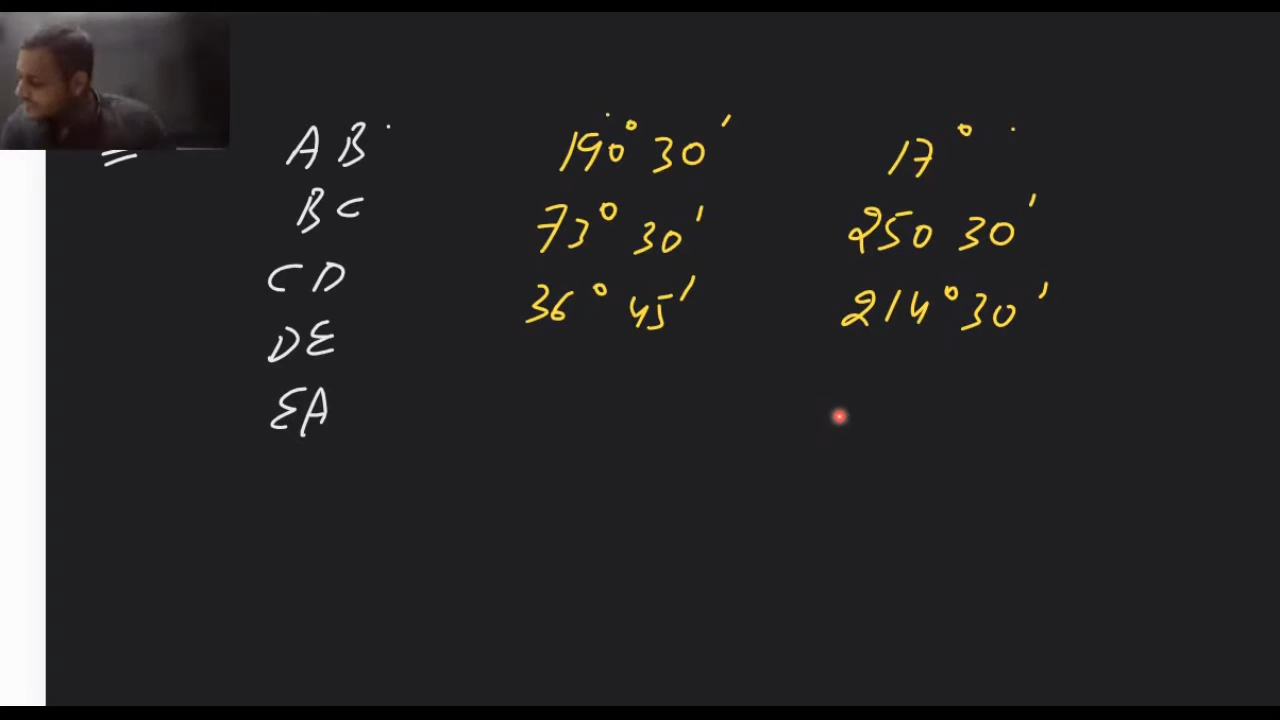 AB 190° 30' 17°
BC 73° 30' 250 30'
CD 36° 45' 214° 30'
DE
EA